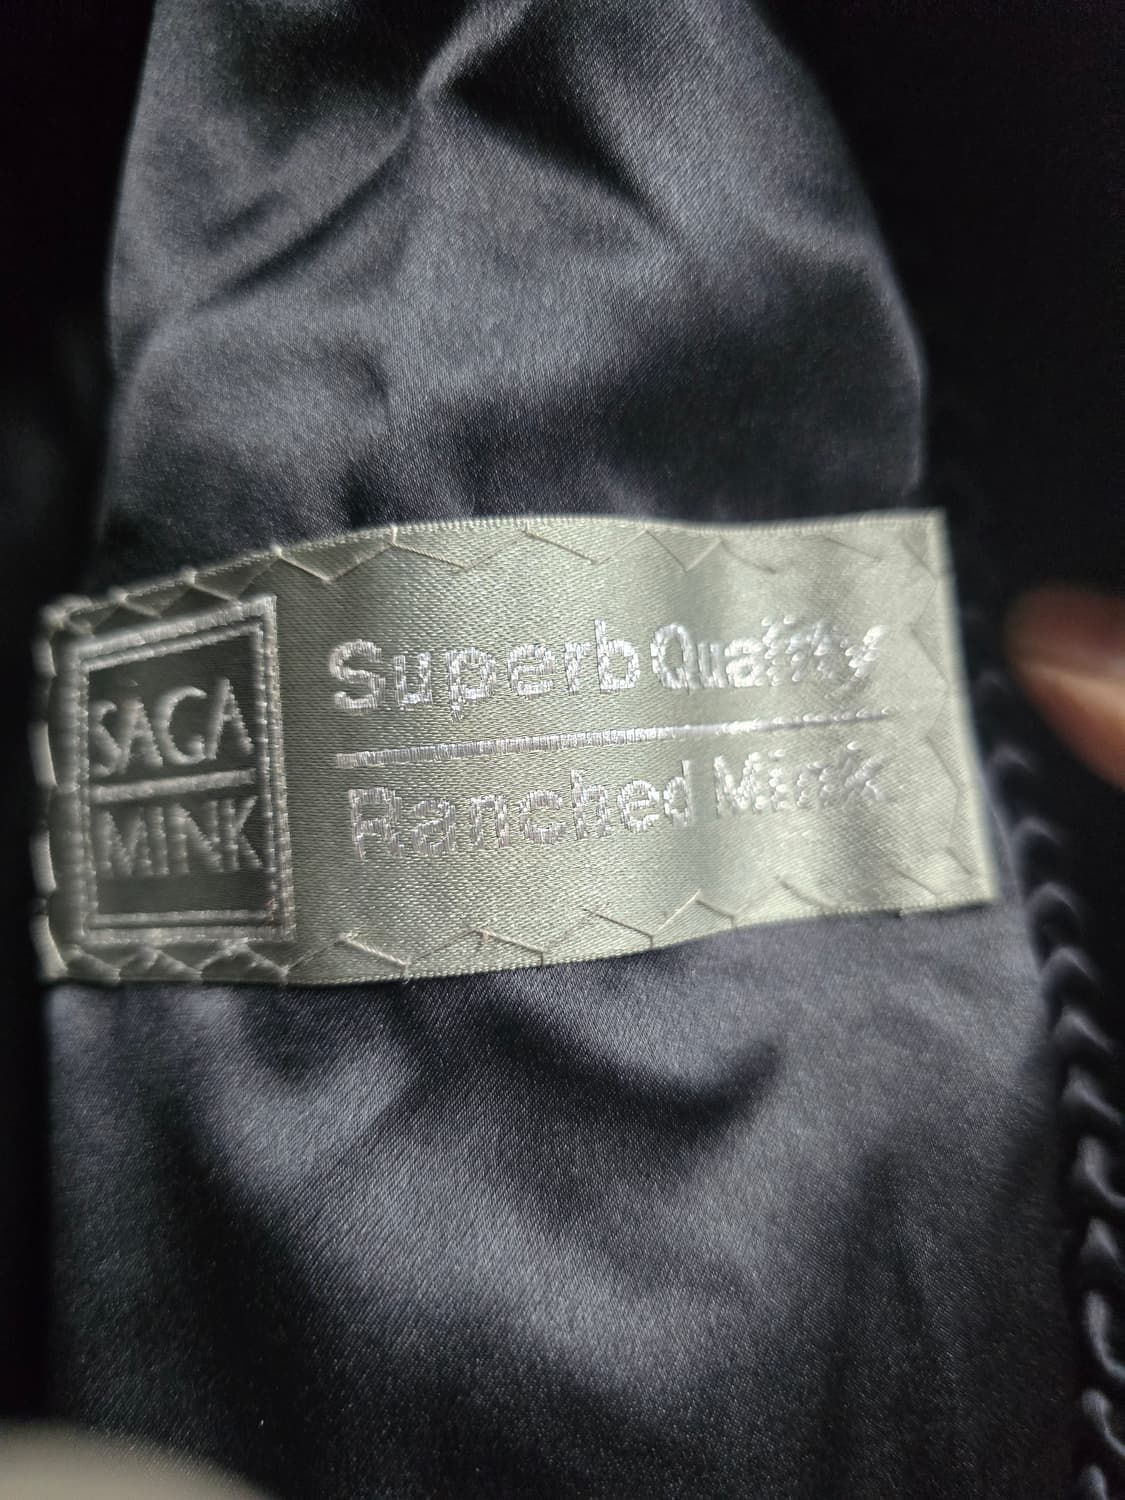 SAGA
MINK
Superb Quality
Ranched Mink